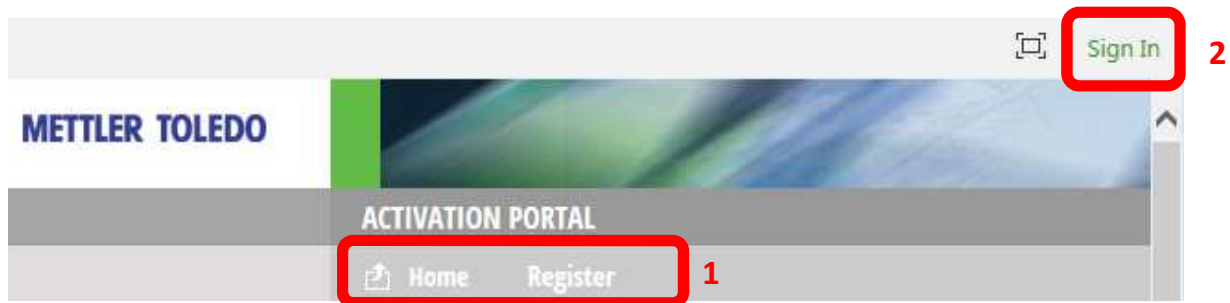 Sign In
2
METTLER TOLEDO
ACTIVATION PORTAL
Home Register
1